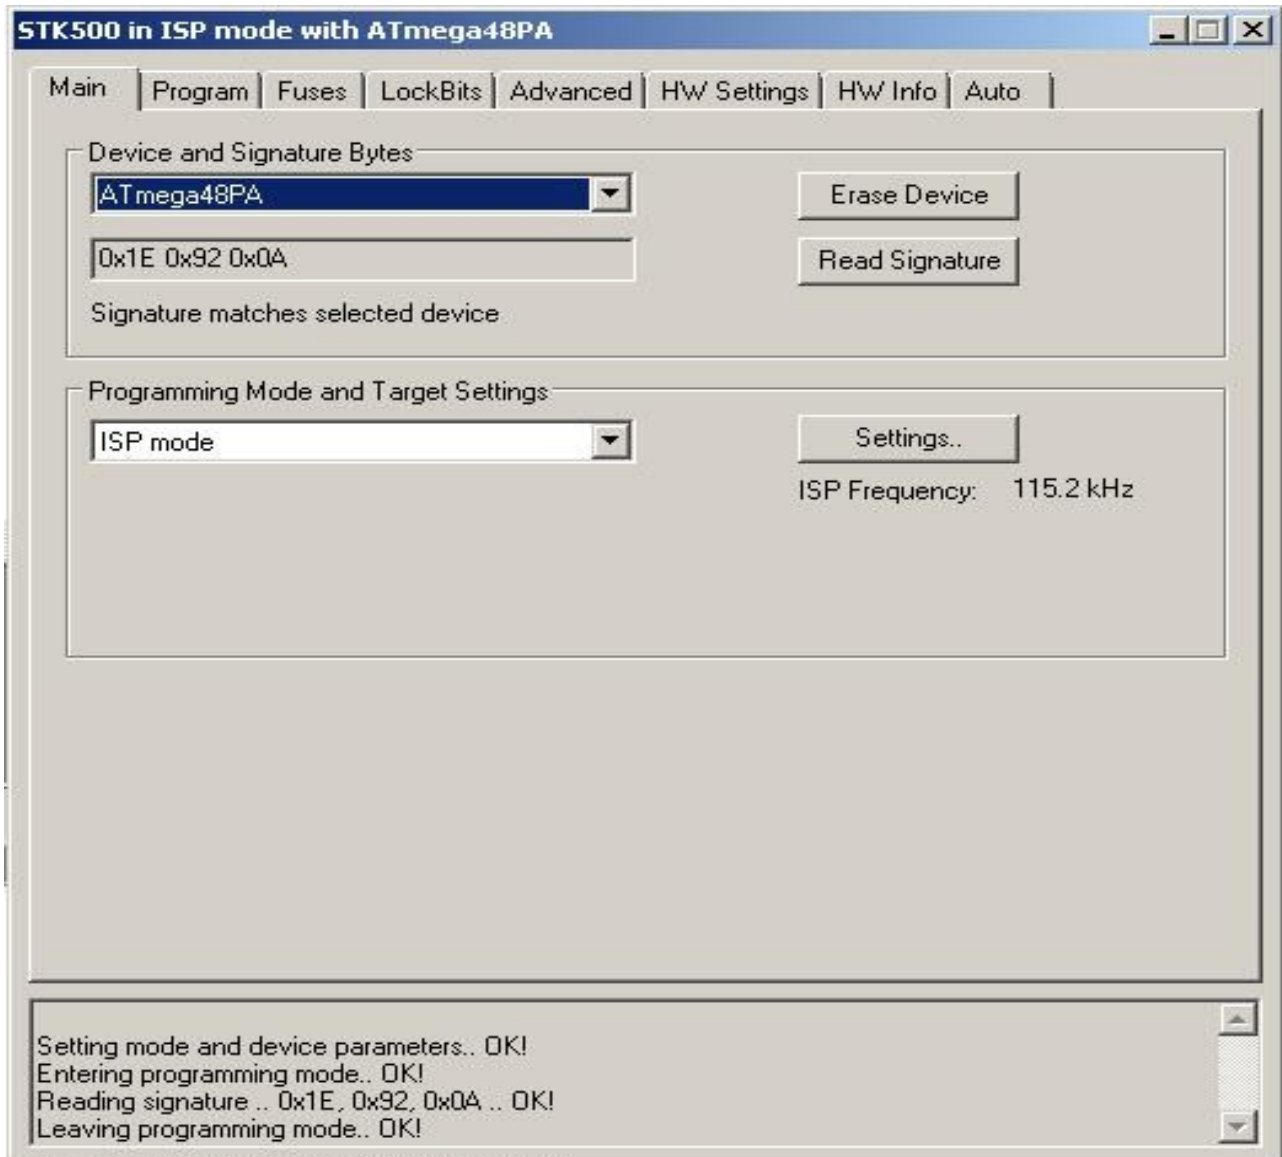 STK500 in ISP mode with ATmega48PA
Main Program Fuses LockBits Advanced HW Settings HW Info Auto
Device and Signature Bytes
ATmega48PA Erase Device
0x1E 0x92 0x0A Read Signature
Signature matches selected device
Programming Mode and Target Settings
ISP mode Settings..
ISP Frequency: 115.2 kHz
Setting mode and device parameters.. OK!
Entering programming mode.. OK!
Reading signature .. 0x1E, 0x92, 0x0A .. OK!
Leaving programming mode.. OK!